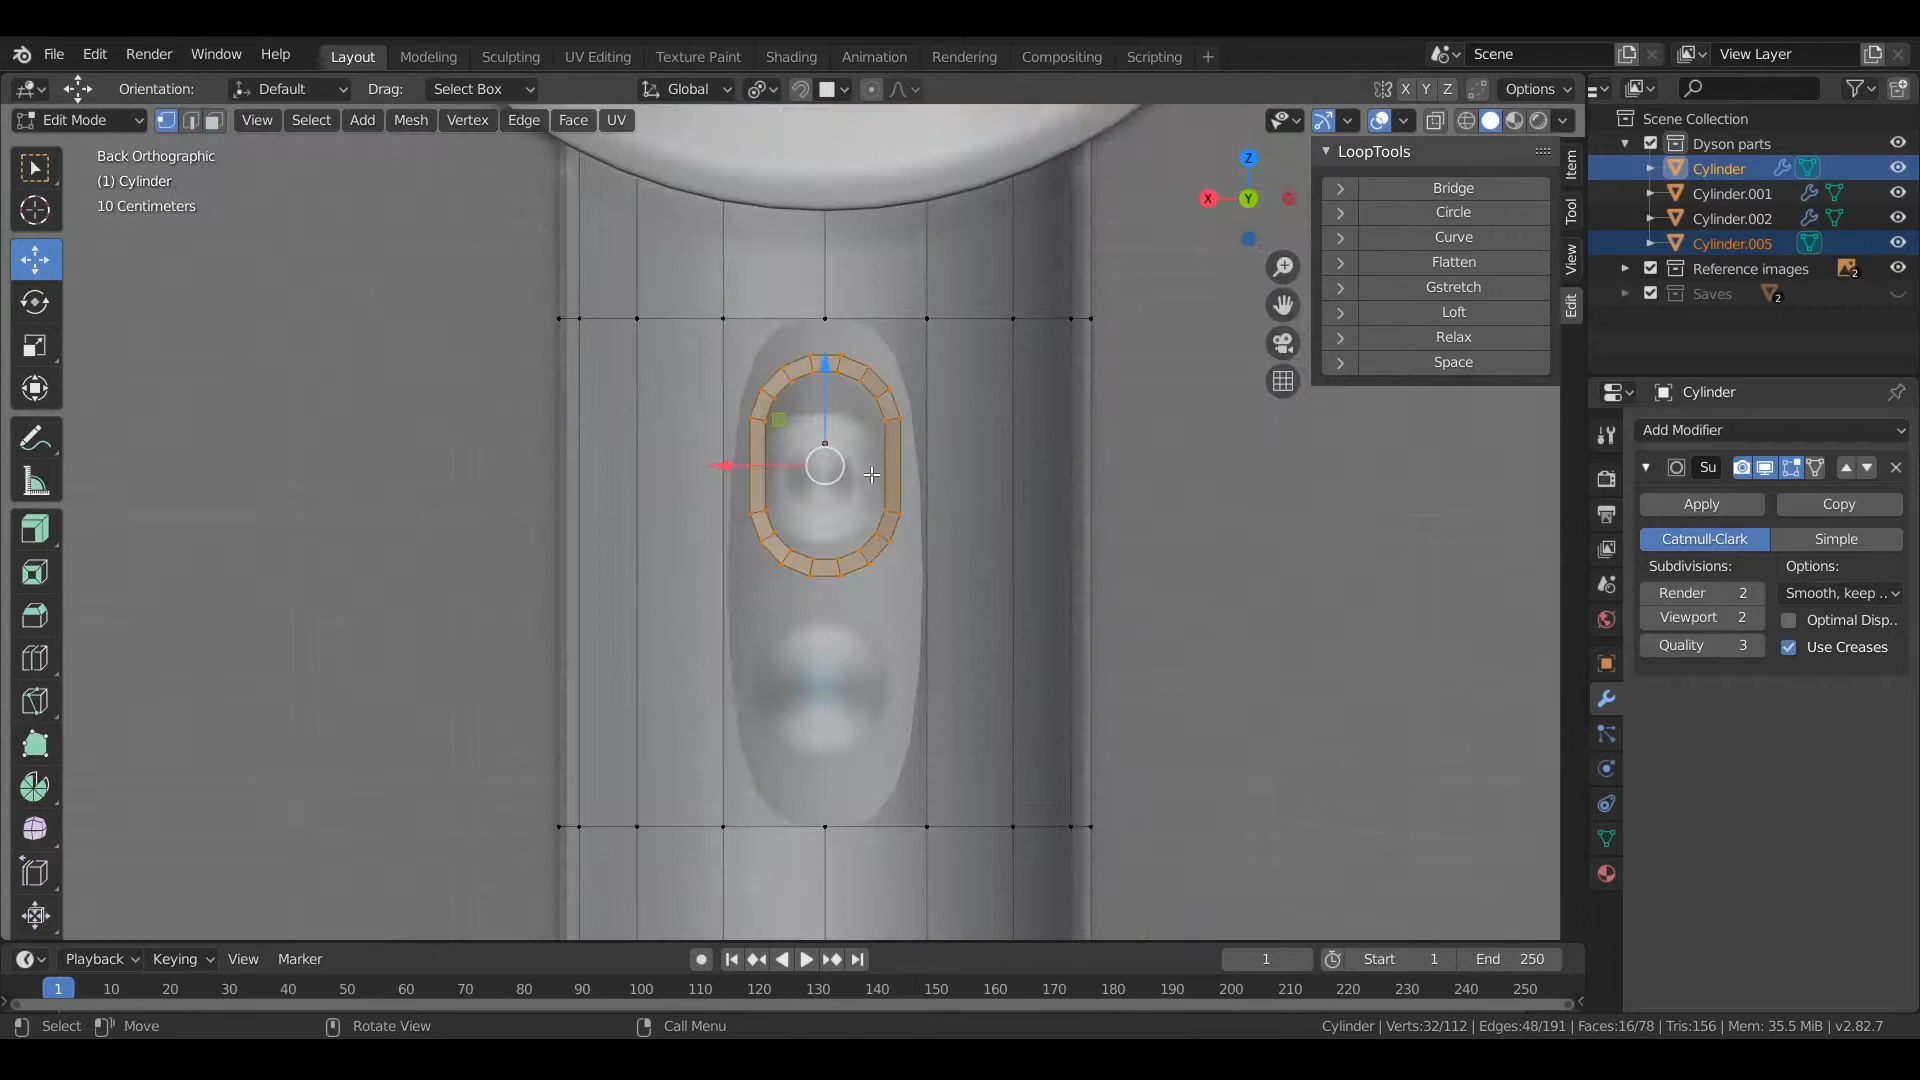 File Edit Render Window Help Layout Modeling Sculpting UV Editing Texture Paint Shading Animation Rendering Compositing Scripting + Scene View Layer
Orientation: Default Drag: Select Box Global X Y Z Options
Edit Mode View Select Add Mesh Vertex Edge Face UV
Back Orthographic
(1) Cylinder
10 Centimeters
Z
X
Y
LoopTools
Bridge
Circle
Curve
Flatten
Gstretch
Loft
Relax
Space
Item
Tool
View
Edit
Scene Collection
Dyson parts
Cylinder
Cylinder.001
Cylinder.002
Cylinder.005
Reference images 2
Saves 2
Cylinder
Add Modifier
Su
Apply Copy
Catmull-Clark Simple
Subdivisions: Options:
Render 2 Smooth, keep ..
Viewport 2 Optimal Disp..
Quality 3 Use Creases
Playback Keying View Marker 1 Start 1 End 250
1 10 20 30 40 50 60 70 80 90 100 110 120 130 140 150 160 170 180 190 200 210 220 230 240 250
Select Move Rotate View Call Menu Cylinder | Verts:32/112 | Edges:48/191 | Faces:16/78 | Tris:156 | Mem: 35.5 MiB | v2.82.7